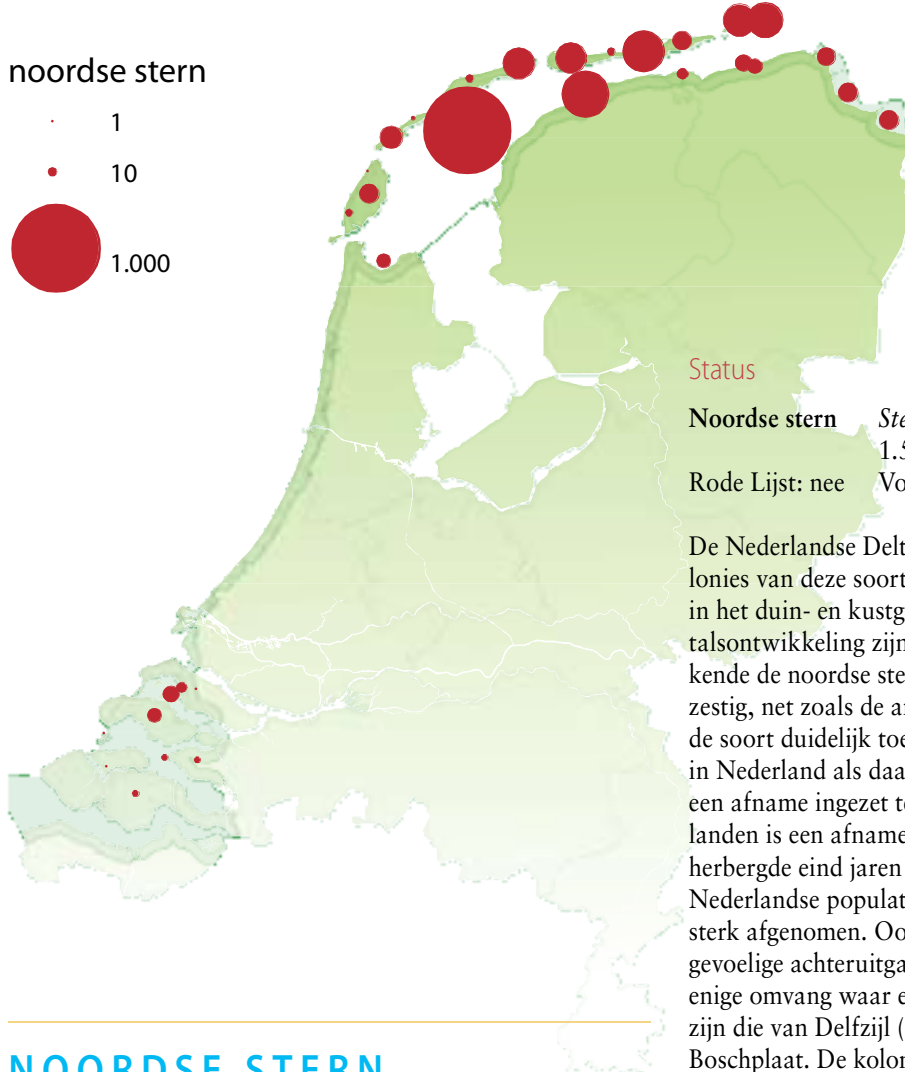 noordse stern
1
10
1.000
Status
Noordse stern
1.5
Rode Lijst: nee
De Nederlandse Delt
lonies van deze soort
in het duin- en kustg
talsontwikkeling zijn
kende de noordse ste
zestig, net zoals de a
de soort duidelijk toe
in Nederland als daa
een afname ingezet t
landen is een afname
herbergde eind jaren
Nederlandse populat
sterk afgenomen. Oo
gevoelige achteruitga
enige omvang waar e
zijn die van Delfzijl (
Boschplaat. De kolon
NOORDSE STERN